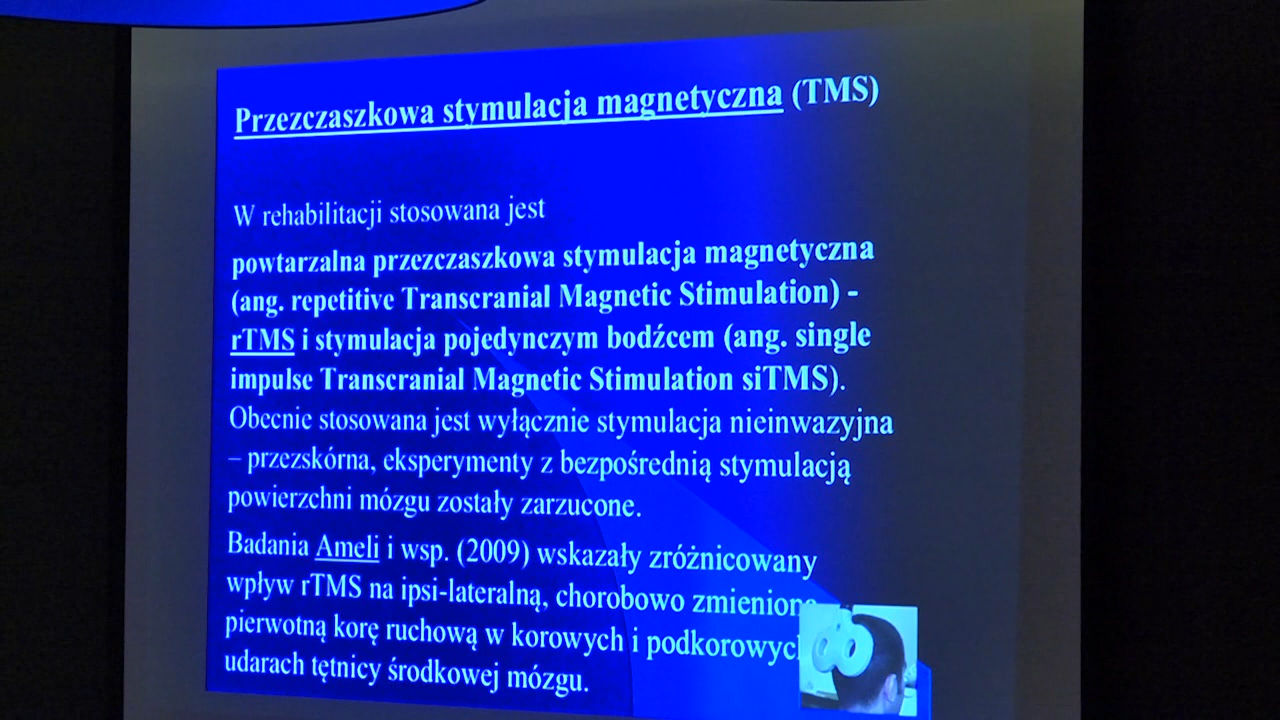 Przezczaszkowa stymulacja magnetyczna (TMS)
W rehabilitacji stosowana jest
powtarzalna przezczaszkowa stymulacja magnetyczna
(ang. repetitive Transcranial Magnetic Stimulation) -
rTMS i stymulacja pojedynczym bodźcem (ang. single
impulse Transcranial Magnetic Stimulation siTMS).
Obecnie stosowana jest wyłącznie stymulacja nieinwazyjna
– przezskórna, eksperymenty z bezpośrednią stymulacją
powierzchni mózgu zostały zarzucone.
Badania Ameli i wsp. (2009) wskazały zróżnicowany
wpływ rTMS na ipsi-lateralną, chorobowo
pierwotną korę ruchową w korowych i
udarach tętnicy środkowej mózgu.